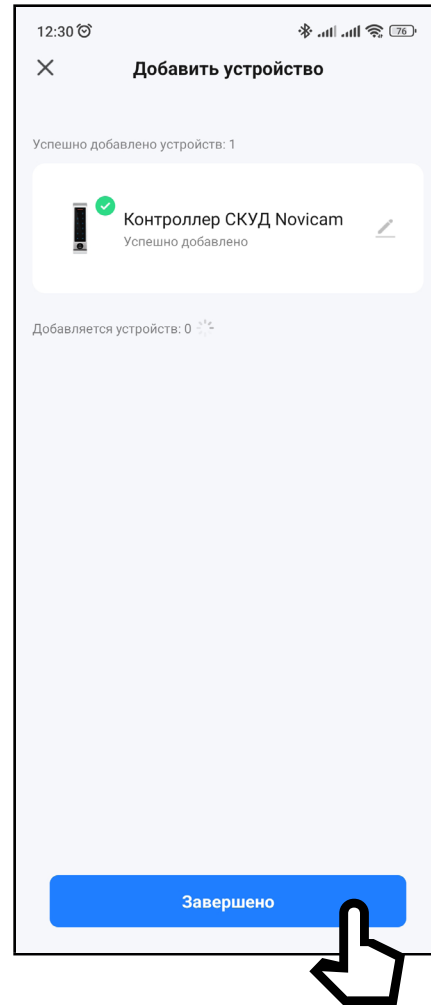 12:30
76
Добавить устройство
Успешно добавлено устройств: 1
Контроллер СКУД Novicam
Успешно добавлено
Добавляется устройств: 0
Завершено